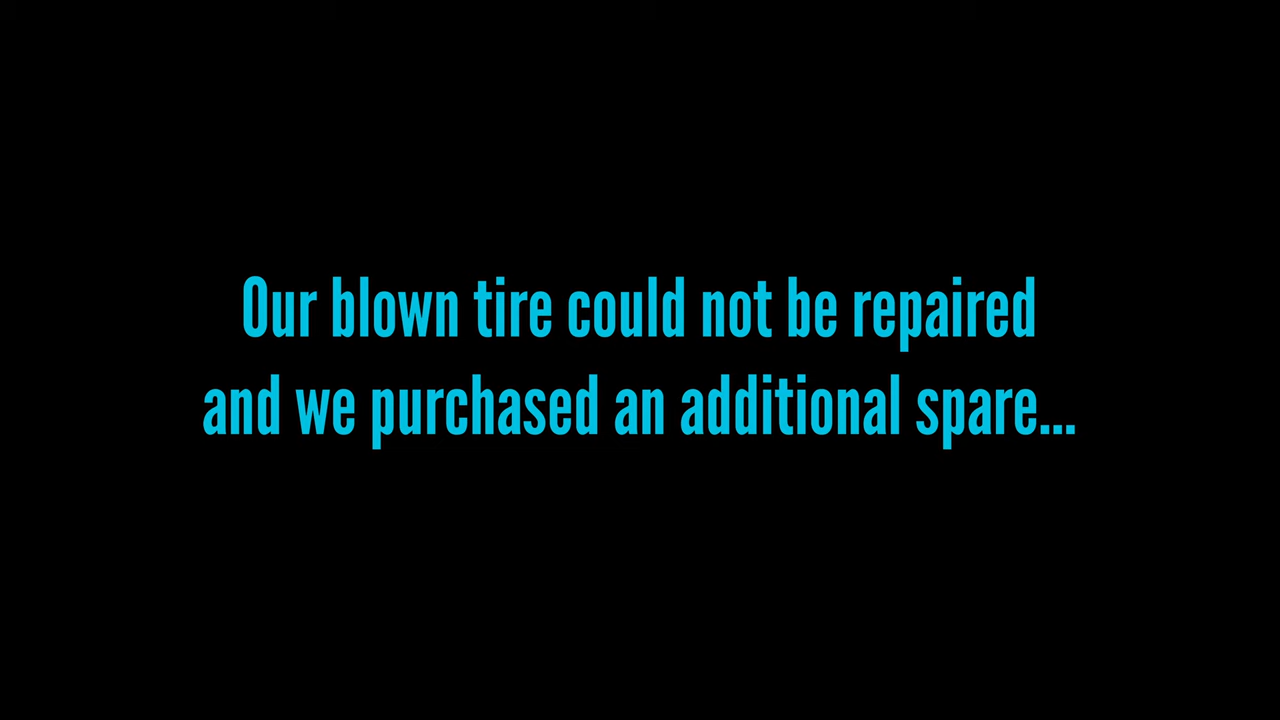 Our blown tire could not be repaired
and we purchased an additional spare...